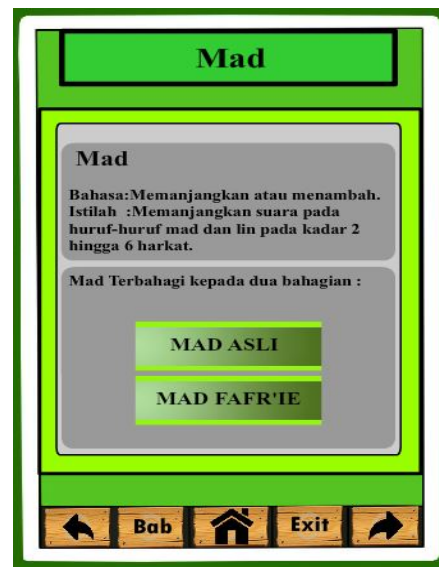 Mad
Mad
Bahasa:Memanjangkan atau menambah.
Istilah :Memanjangkan suara pada
huruf-huruf mad dan lin pada kadar 2
hingga 6 harkat.
Mad Terbahagi kepada dua bahagian :
MAD ASLI
MAD FAFR'IE
Bab
Exit